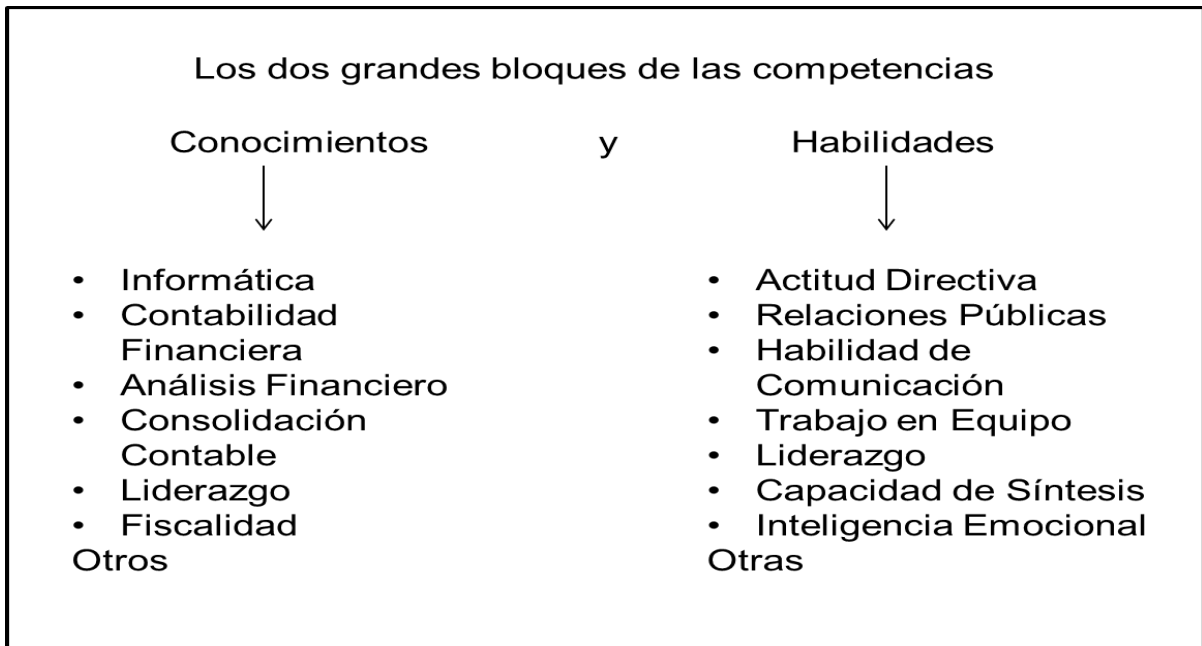 Los dos grandes bloques de las competencias
Conocimientos y Habilidades
• Informática
• Contabilidad
Financiera
• Análisis Financiero
• Consolidación
Contable
• Liderazgo
• Fiscalidad
Otros
• Actitud Directiva
• Relaciones Públicas
• Habilidad de
Comunicación
• Trabajo en Equipo
• Liderazgo
• Capacidad de Síntesis
• Inteligencia Emocional
Otras